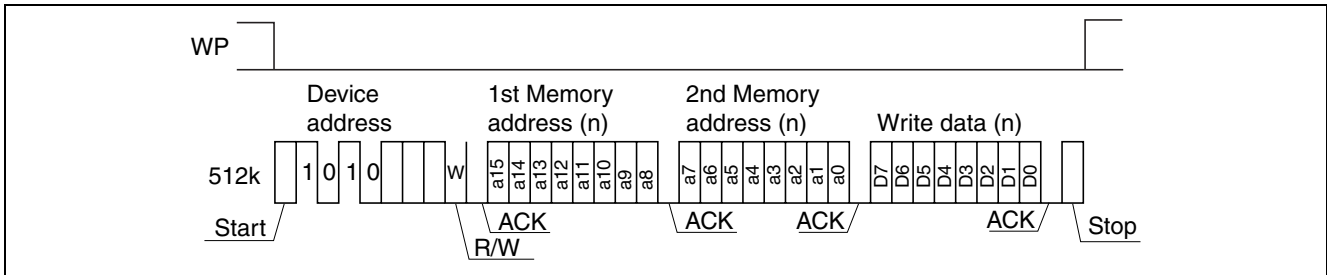 WP
Device address
1st Memory address (n)
2nd Memory address (n)
Write data (n)
512k
1 0 1 0
W
a15 a14 a13 a12 a11 a10 a9 a8
a7 a6 a5 a4 a3 a2 a1 a0
D7 D6 D5 D4 D3 D2 D1 D0
Start
R/W
ACK
ACK
ACK
ACK
Stop